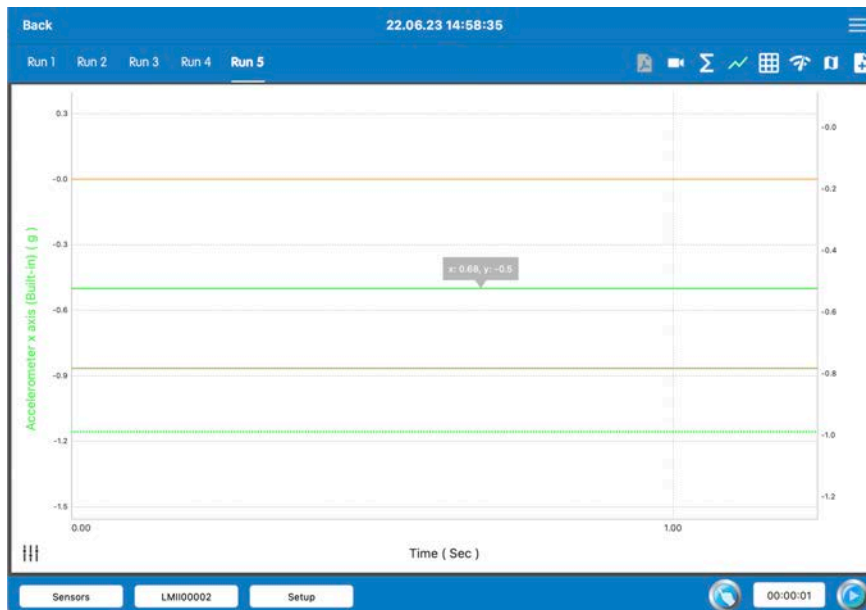 Back 22.06.23 14:58:35
Run 1 Run 2 Run 3 Run 4 Run 5
0.3
-0.0
-0.3
-0.6
-0.9
-1.2
-1.5
Accelerometer x axis (Built-in) ( g )
x: 0.66, y: -0.5
-0.0
-0.2
-0.4
-0.6
-0.8
-1.0
-1.2
0.00 1.00
Time ( Sec )
Sensors LMII00002 Setup 00:00:01